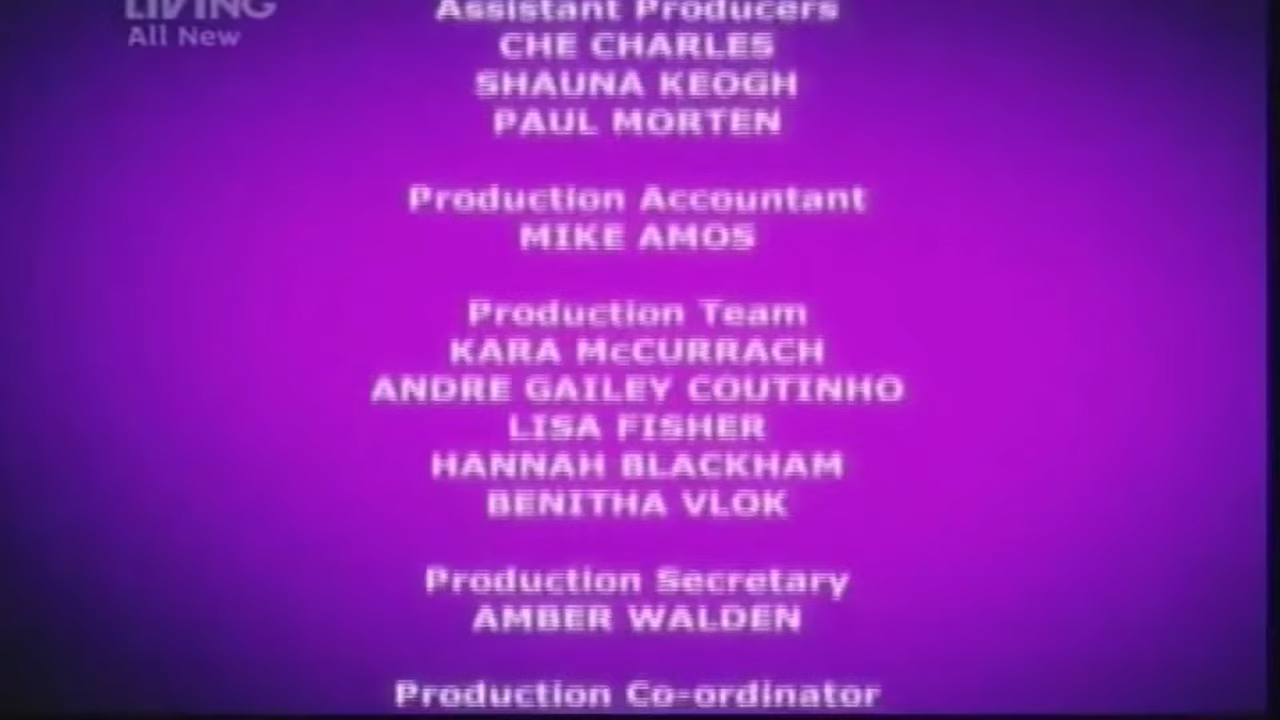 LIVING
All New
Assistant Producers
CHE CHARLES
SHAUNA KEOGH
PAUL MORTEN
Production Accountant
MIKE AMOS
Production Team
KARA McCURRACH
ANDRE GAILEY COUTINHO
LISA FISHER
HANNAH BLACKHAM
BENITHA VLOK
Production Secretary
AMBER WALDEN
Production Co-ordinator